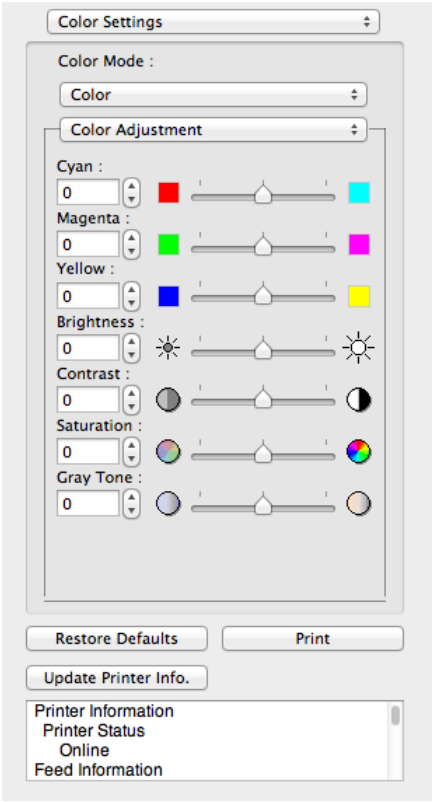 Color Settings
Color Mode :
Color
Color Adjustment
Cyan :
0
Magenta :
0
Yellow :
0
Brightness :
0
Contrast :
0
Saturation :
0
Gray Tone :
0
Restore Defaults
Print
Update Printer Info.
Printer Information
Printer Status
Online
Feed Information